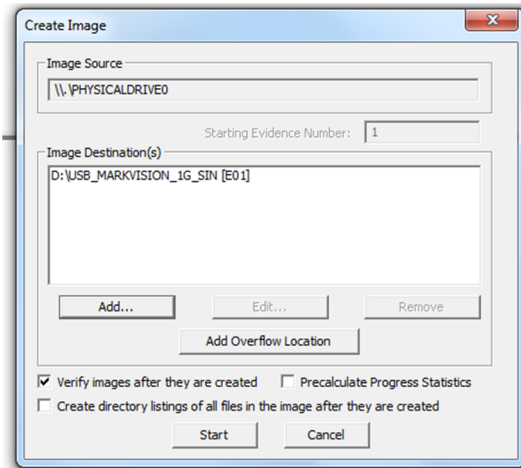 Create Image
Image Source
\\.\PHYSICALDRIVE0
Starting Evidence Number: 1
Image Destination(s)
D:\USB_MARKVISION_1G_SIN [E01]
Add... Edit... Remove
Add Overflow Location
Verify images after they are created Precalculate Progress Statistics
Create directory listings of all files in the image after they are created
Start Cancel